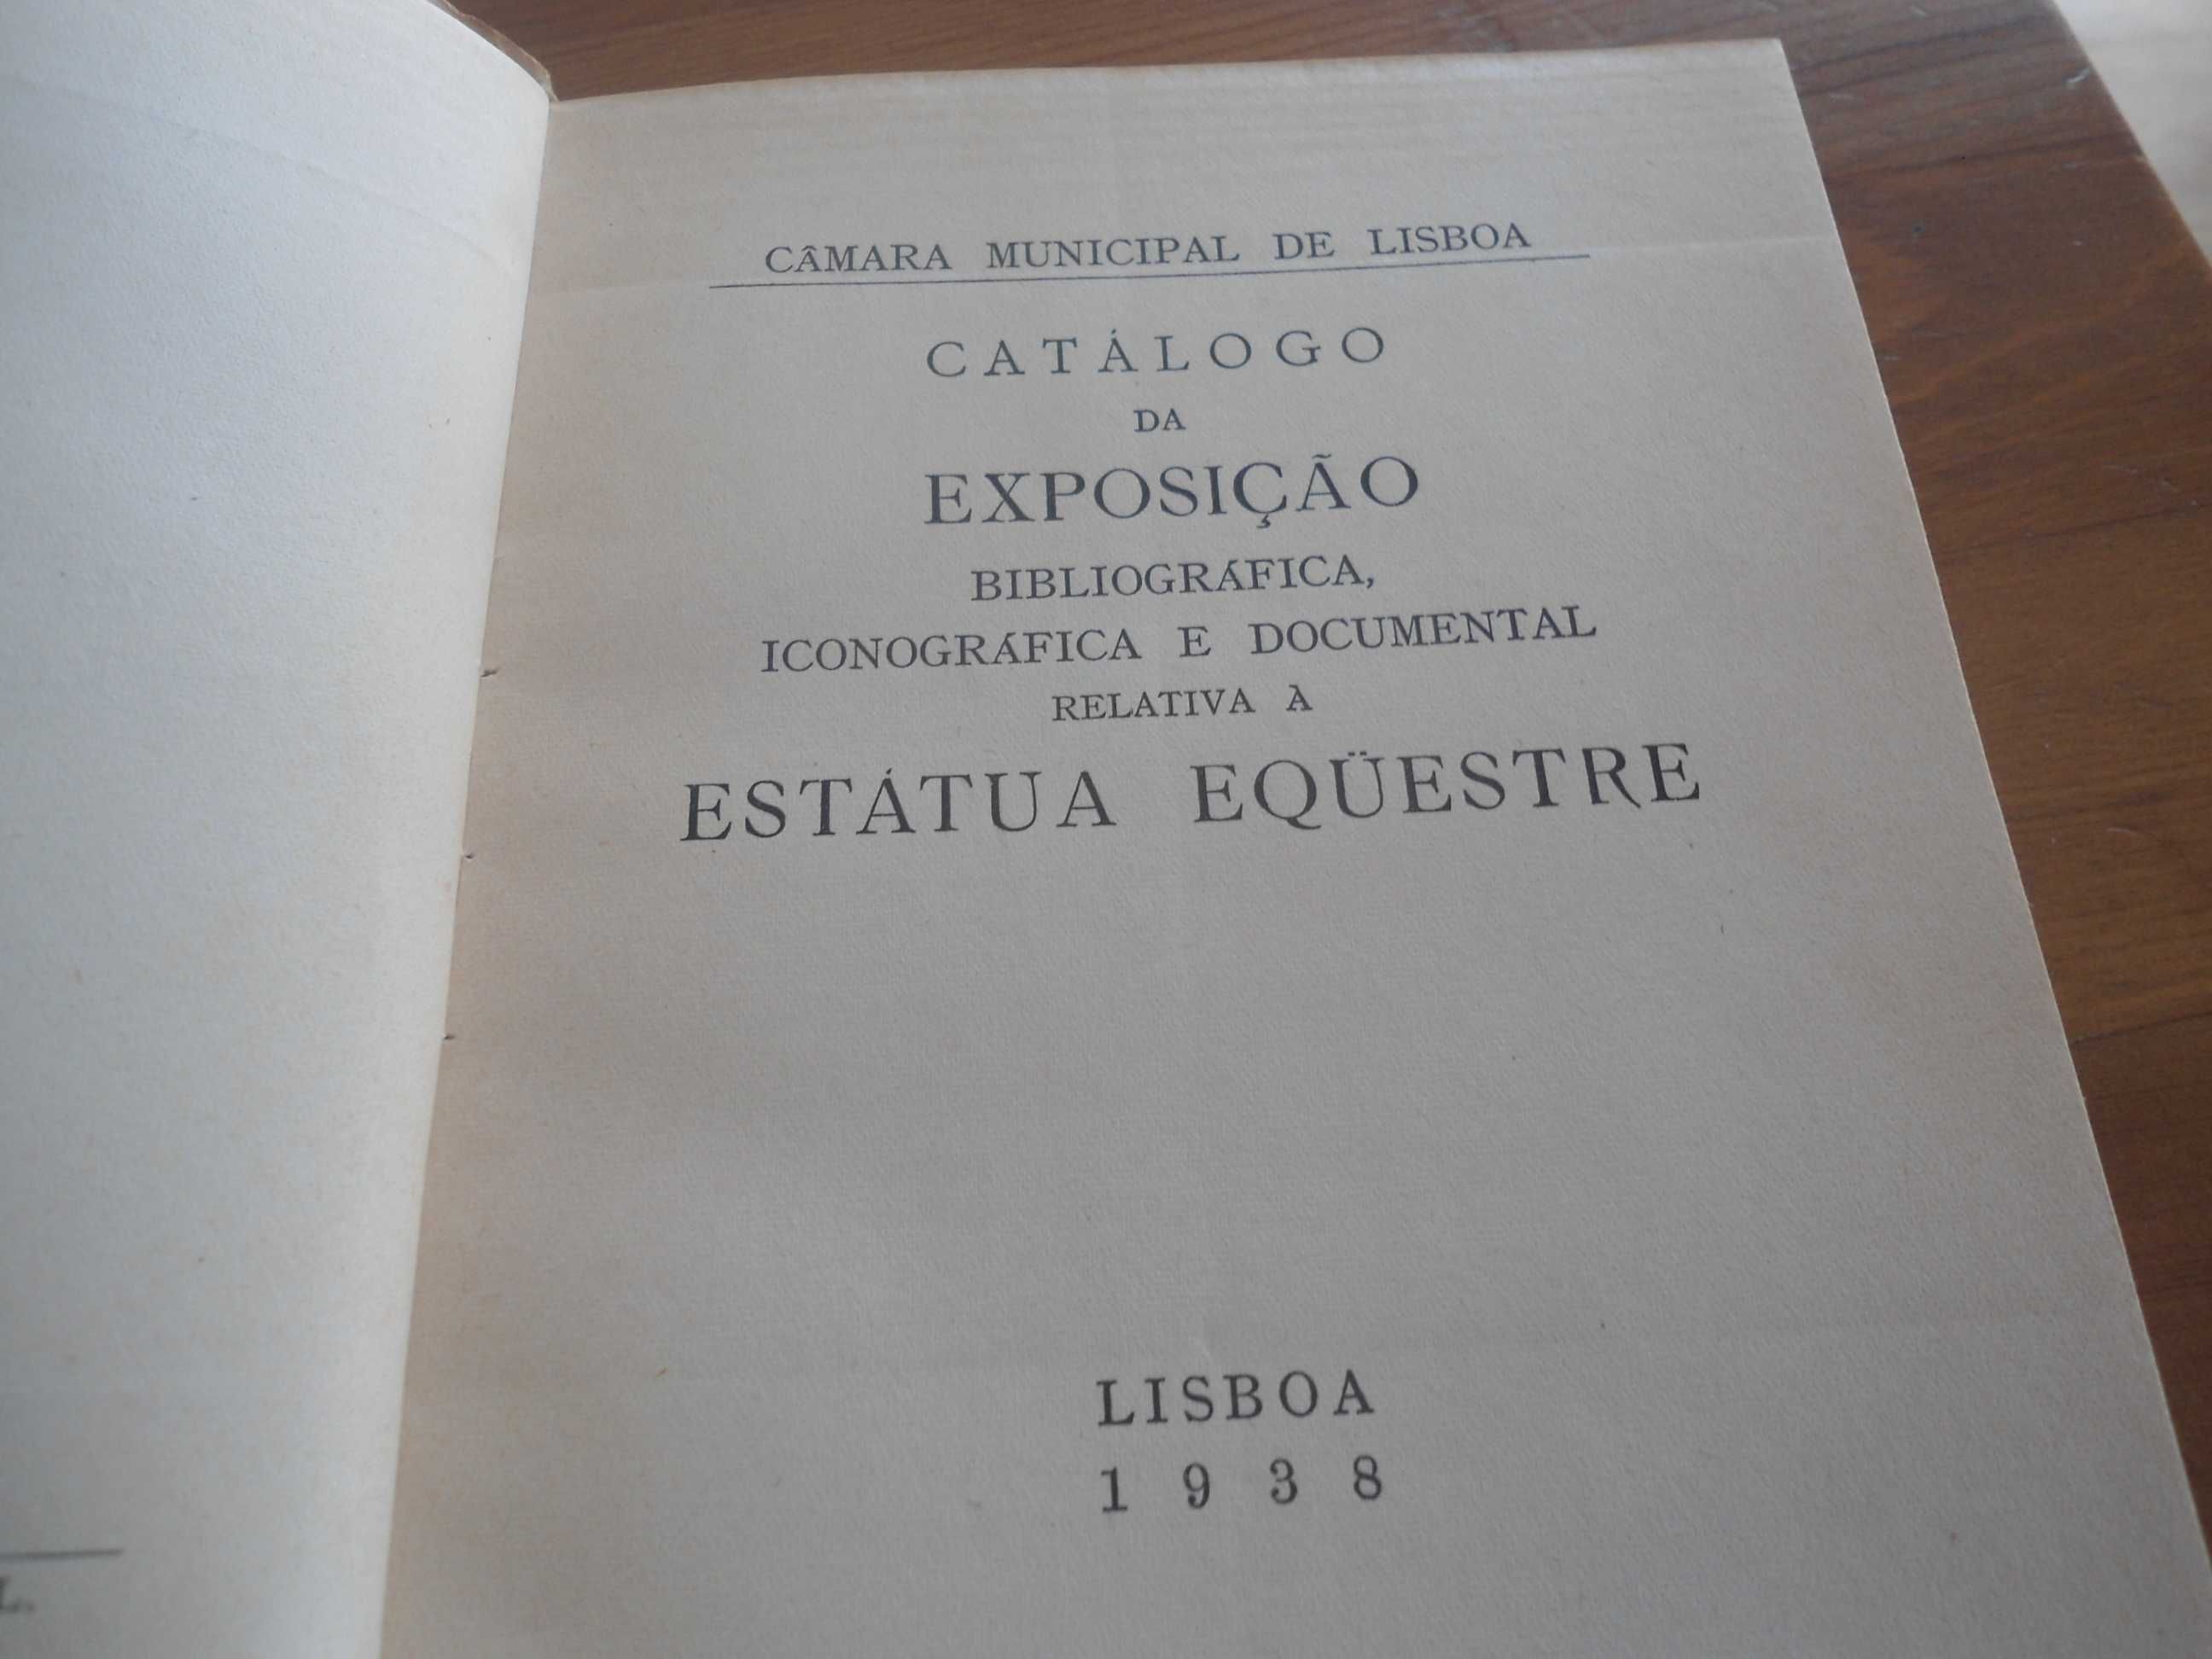 CÂMARA MUNICIPAL DE LISBOA
CATÁLOGO
DA
EXPOSIÇÃO
BIBLIOGRÁFICA,
ICONOGRÁFICA E DOCUMENTAL
RELATIVA À
ESTÁTUA EQÜESTRE
LISBOA
1938